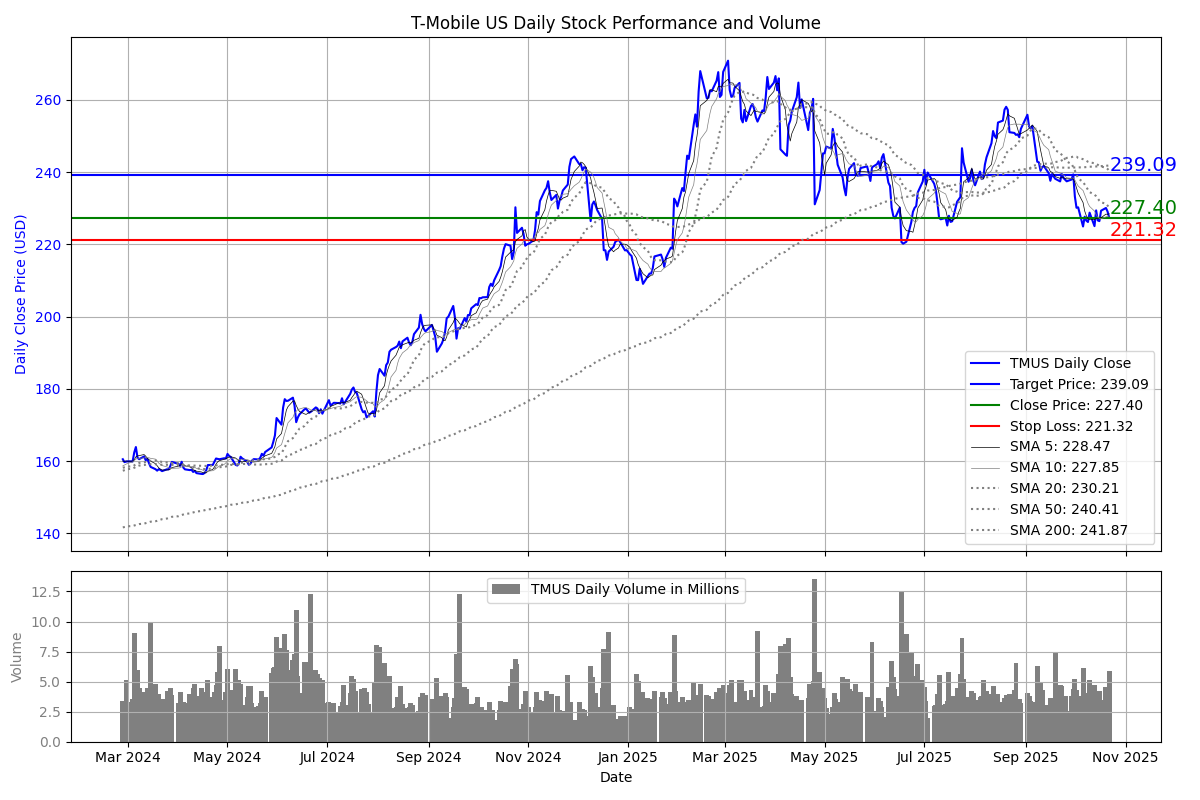 T-Mobile US Daily Stock Performance and Volume
Daily Close Price (USD)
260
240
220
200
180
160
140
239.09
227.40
221.32
TMUS Daily Close
Target Price: 239.09
Close Price: 227.40
Stop Loss: 221.32
SMA 5: 228.47
SMA 10: 227.85
SMA 20: 230.21
SMA 50: 240.41
SMA 200: 241.87
TMUS Daily Volume in Millions
Volume
12.5
10.0
7.5
5.0
2.5
0.0
Mar 2024 May 2024 Jul 2024 Sep 2024 Nov 2024 Jan 2025 Mar 2025 May 2025 Jul 2025 Sep 2025 Nov 2025
Date